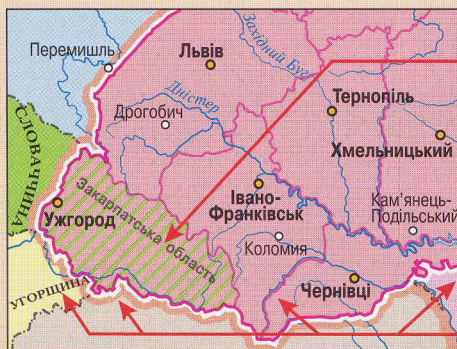 Перемишль
Львів
Західний Буг
Дністер
Дрогобич
Тернопіль
Хмельницький
СЛОВАЧЧИНА
Ужгород
Закарпатська область
Івано-
Франківськ
Кам'янець-
Подільський
Коломия
УГОРЩИНА
Чернівці